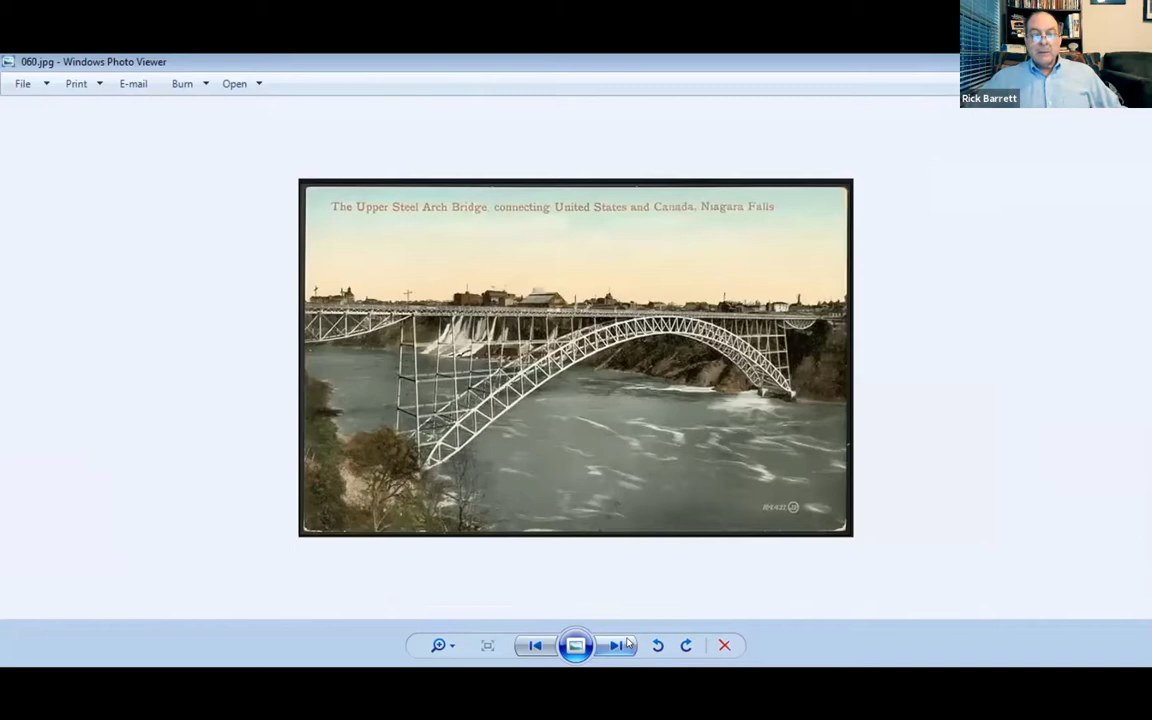 060.jpg - Windows Photo Viewer
File Print E-mail Burn Open
Rick Barrett
The Upper Steel Arch Bridge, connecting United States and Canada, Niagara Falls